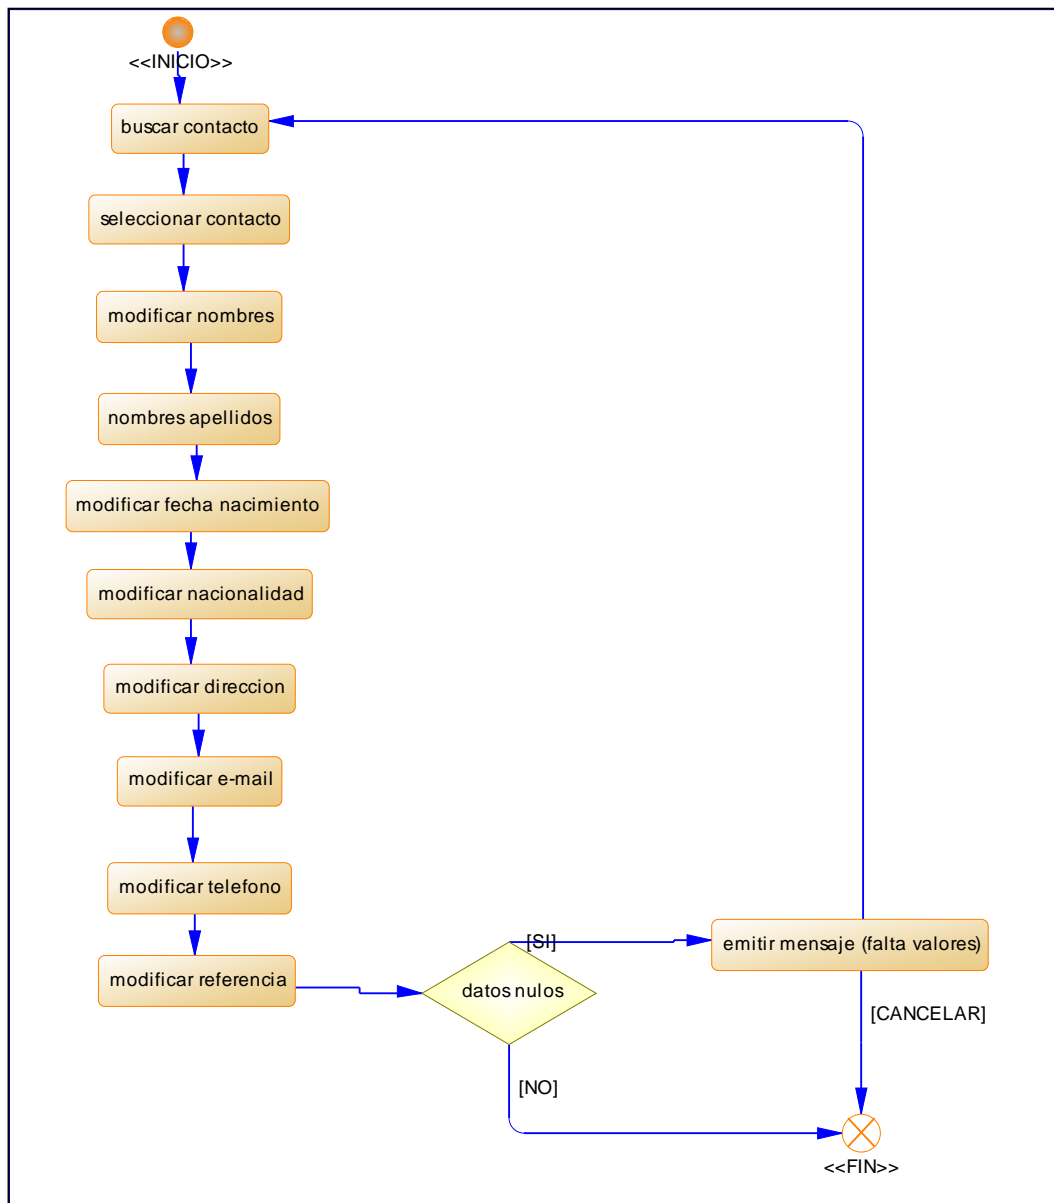 <<INICIO>>
buscar contacto
seleccionar contacto
modificar nombres
nombres apellidos
modificar fecha nacimiento
modificar nacionalidad
modificar direccion
modificar e-mail
modificar telefono
modificar referencia
datos nulos
[SI]
emitir mensaje (falta valores)
[CANCELAR]
[NO]
<<FIN>>